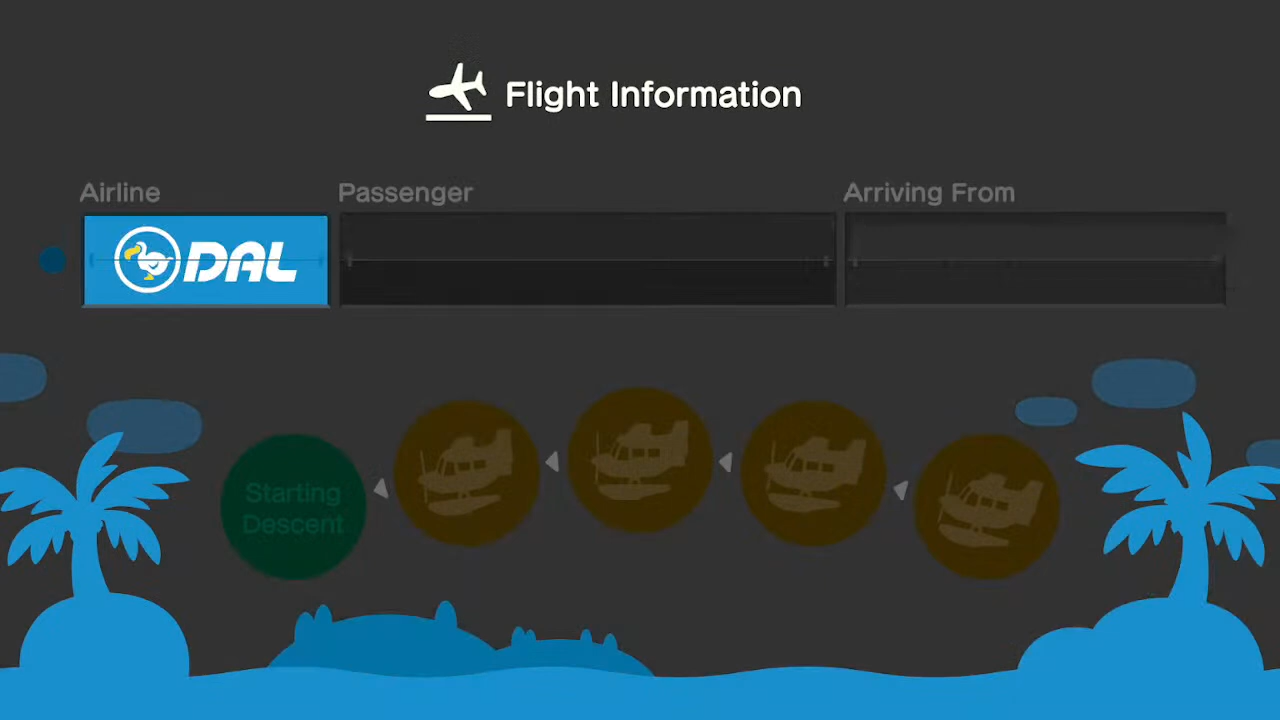 Flight Information
Airline
Passenger
Arriving From
DAL
Starting
Descent